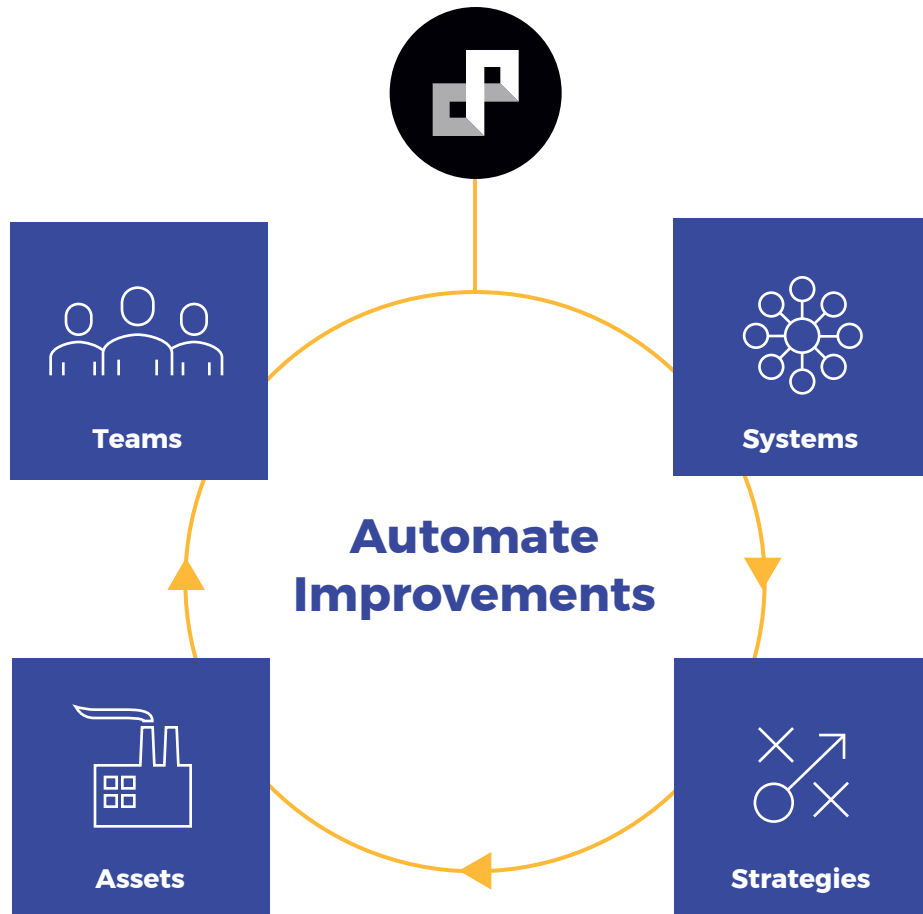 Teams
Systems
Automate
Improvements
Assets
Strategies